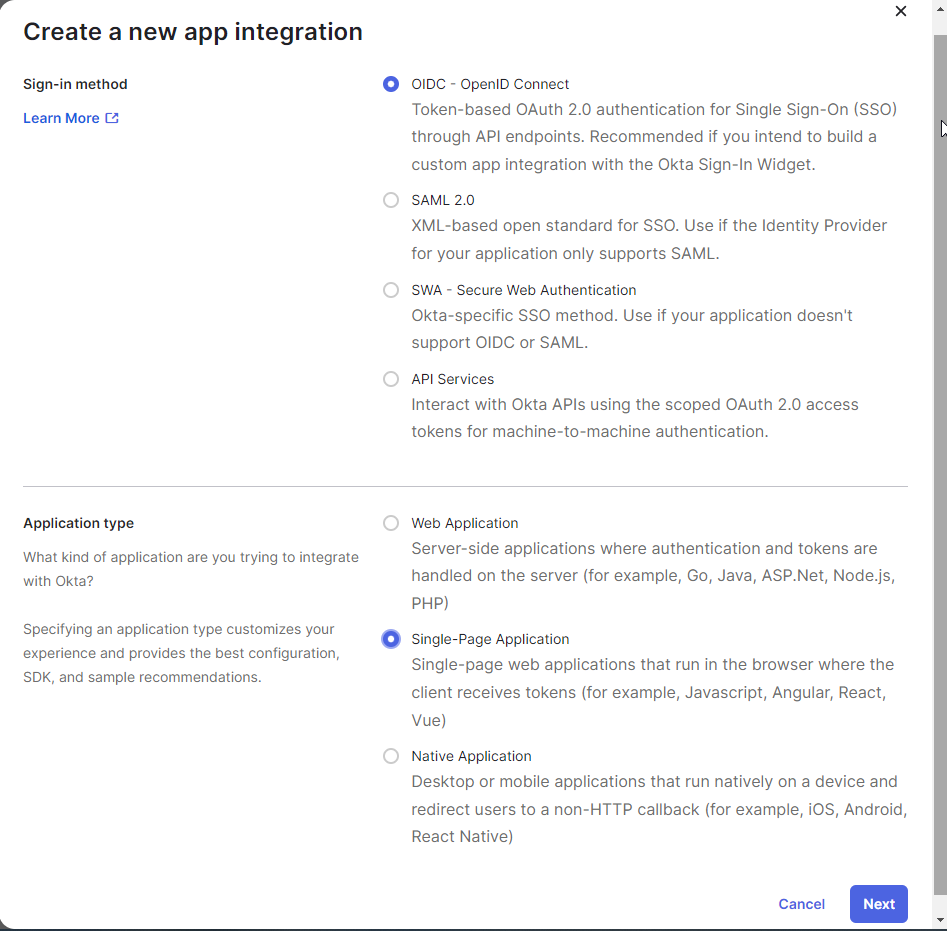 Create a new app integration
Sign-in method
Learn More
OIDC - OpenID Connect
Token-based OAuth 2.0 authentication for Single Sign-On (SSO)
through API endpoints. Recommended if you intend to build a
custom app integration with the Okta Sign-In Widget.
SAML 2.0
XML-based open standard for SSO. Use if the Identity Provider
for your application only supports SAML.
SWA - Secure Web Authentication
Okta-specific SSO method. Use if your application doesn't
support OIDC or SAML.
API Services
Interact with Okta APIs using the scoped OAuth 2.0 access
tokens for machine-to-machine authentication.
Application type
What kind of application are you trying to integrate
with Okta?
Specifying an application type customizes your
experience and provides the best configuration,
SDK, and sample recommendations.
Web Application
Server-side applications where authentication and tokens are
handled on the server (for example, Go, Java, ASP.Net, Node.js,
PHP)
Single-Page Application
Single-page web applications that run in the browser where the
client receives tokens (for example, Javascript, Angular, React,
Vue)
Native Application
Desktop or mobile applications that run natively on a device and
redirect users to a non-HTTP callback (for example, iOS, Android,
React Native)
Cancel
Next